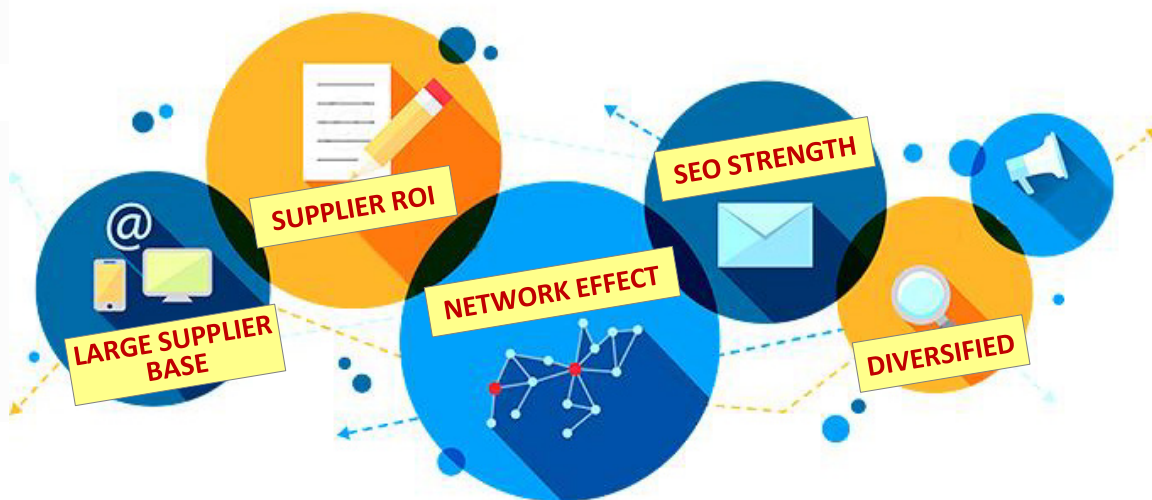 SUPPLIER ROI
SEO STRENGTH
@
NETWORK EFFECT
LARGE SUPPLIER
BASE
DIVERSIFIED